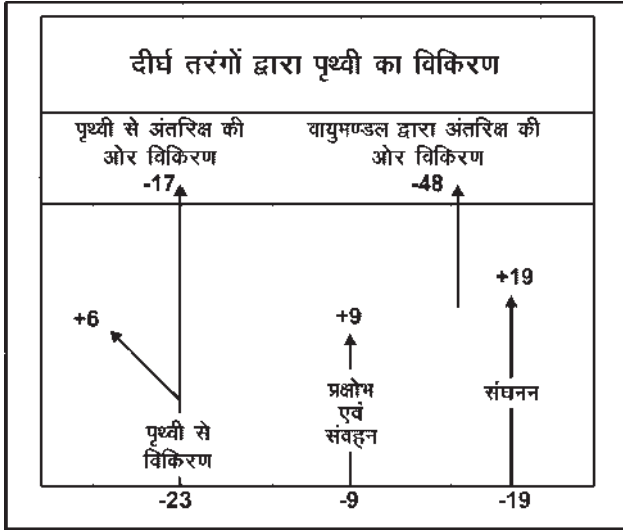 दीर्घ तरंगों द्वारा पृथ्वी का विकिरण
पृथ्वी से अंतरिक्ष की
ओर विकिरण
-17
वायुमण्डल द्वारा अंतरिक्ष की
ओर विकिरण
-48
+19
+6
+9
प्रक्षोभ
एवं
संवहन
संघनन
पृथ्वी से
विकिरण
-23
-9
-19